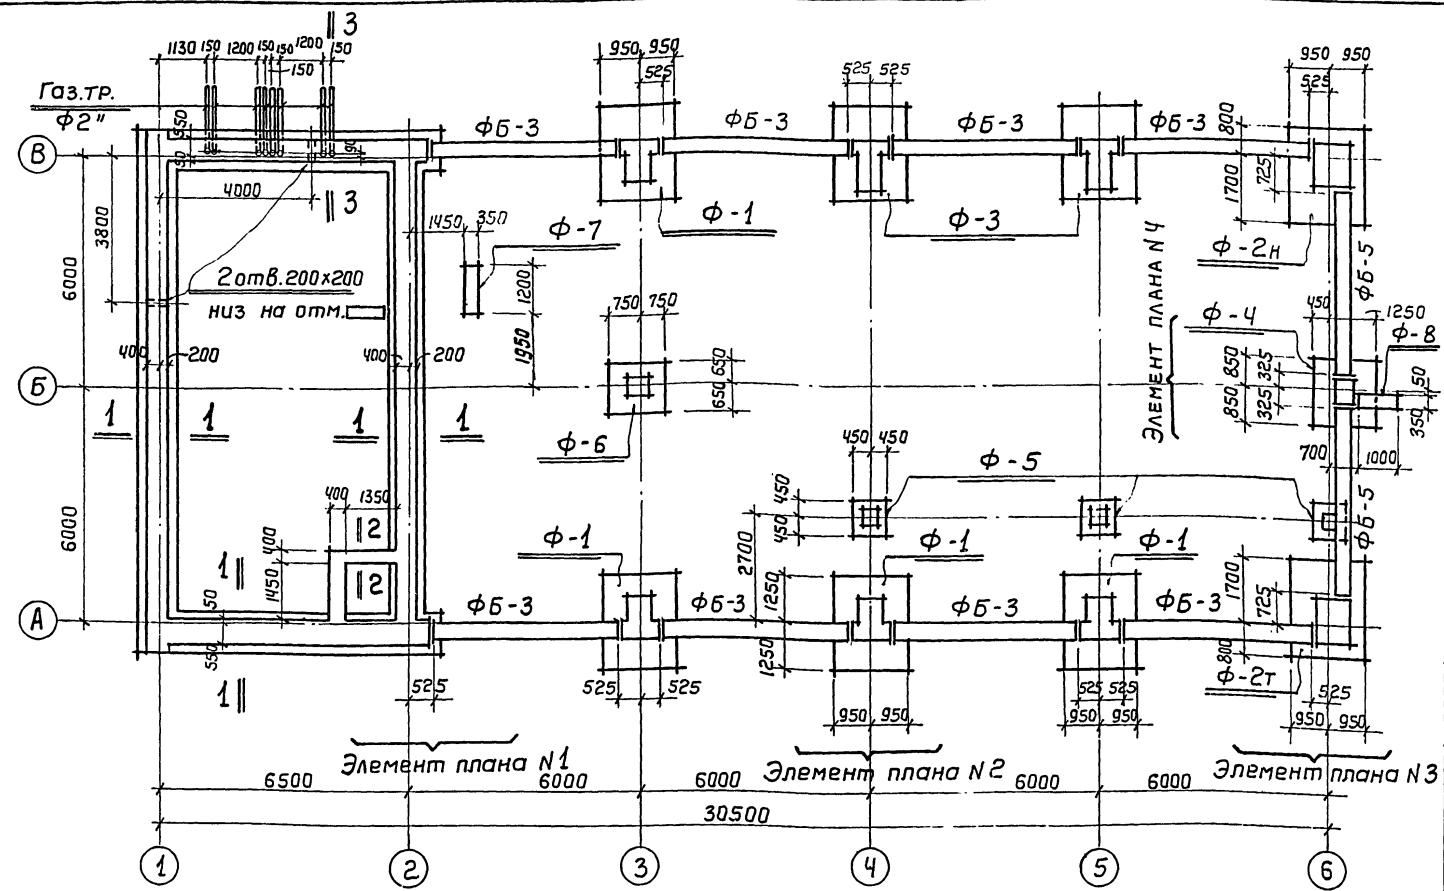 3
1130 150 1200 150 150 1200 150
150
950 950
525
525 525
950 950
525
Газ.тр.
Ф2"
550
50
90
ФБ-3
ФБ-3
ФБ-3
ФБ-3
800
В
4000
3
3800
1450 350
Ф-7
Ф-1
Ф-3
1700
725
Ф-2н
6000
2 отв. 200х200
низ на отм.
1200
1950
750 750
ЭЛЕМЕНТ ПЛАНА N4
ФБ-5
450
1250
Ф-4
Ф-8
400 200
400 200
650
650
850
325
850
325
50
350
Б
1 1 1 1
Ф-6
450 450
Ф-5
700 1000
400 1350
2
450
450
6000
400
1450
Ф-1
2700
Ф-1
Ф-1
ФБ-5
1
2
50
1250
1700
725
А
ФБ-3
ФБ-3
ФБ-3
ФБ-3
550
1250
800
1
525
525 525
525 525
Ф-2т
525
950 950
950 950
950 950
Элемент плана N1
Элемент плана N2
Элемент плана N3
6500 6000 6000 6000 6000
30500
1 2 3 4 5 6